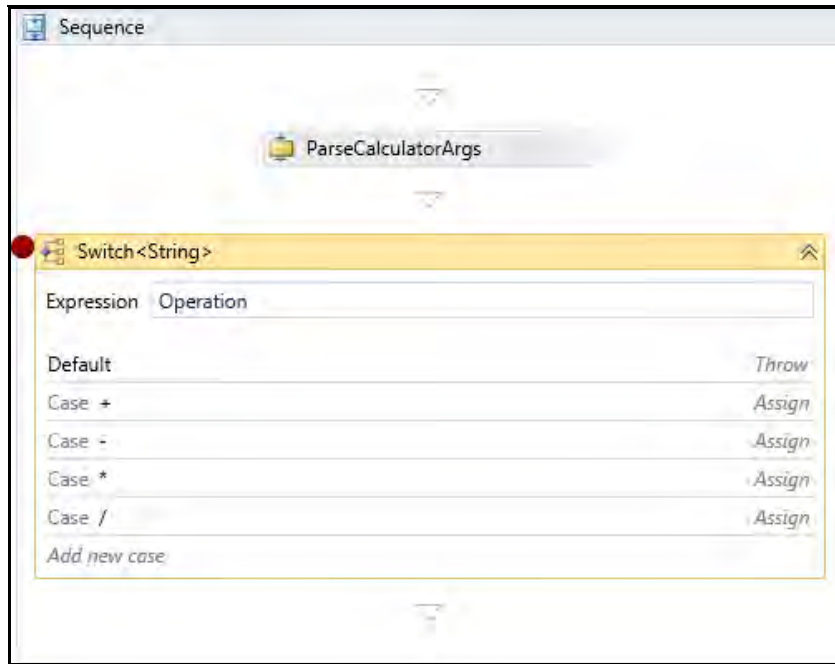 Sequence
ParseCalculatorArgs
Switch<String>
Expression Operation
Default Throw
Case + Assign
Case - Assign
Case * Assign
Case / Assign
Add new case